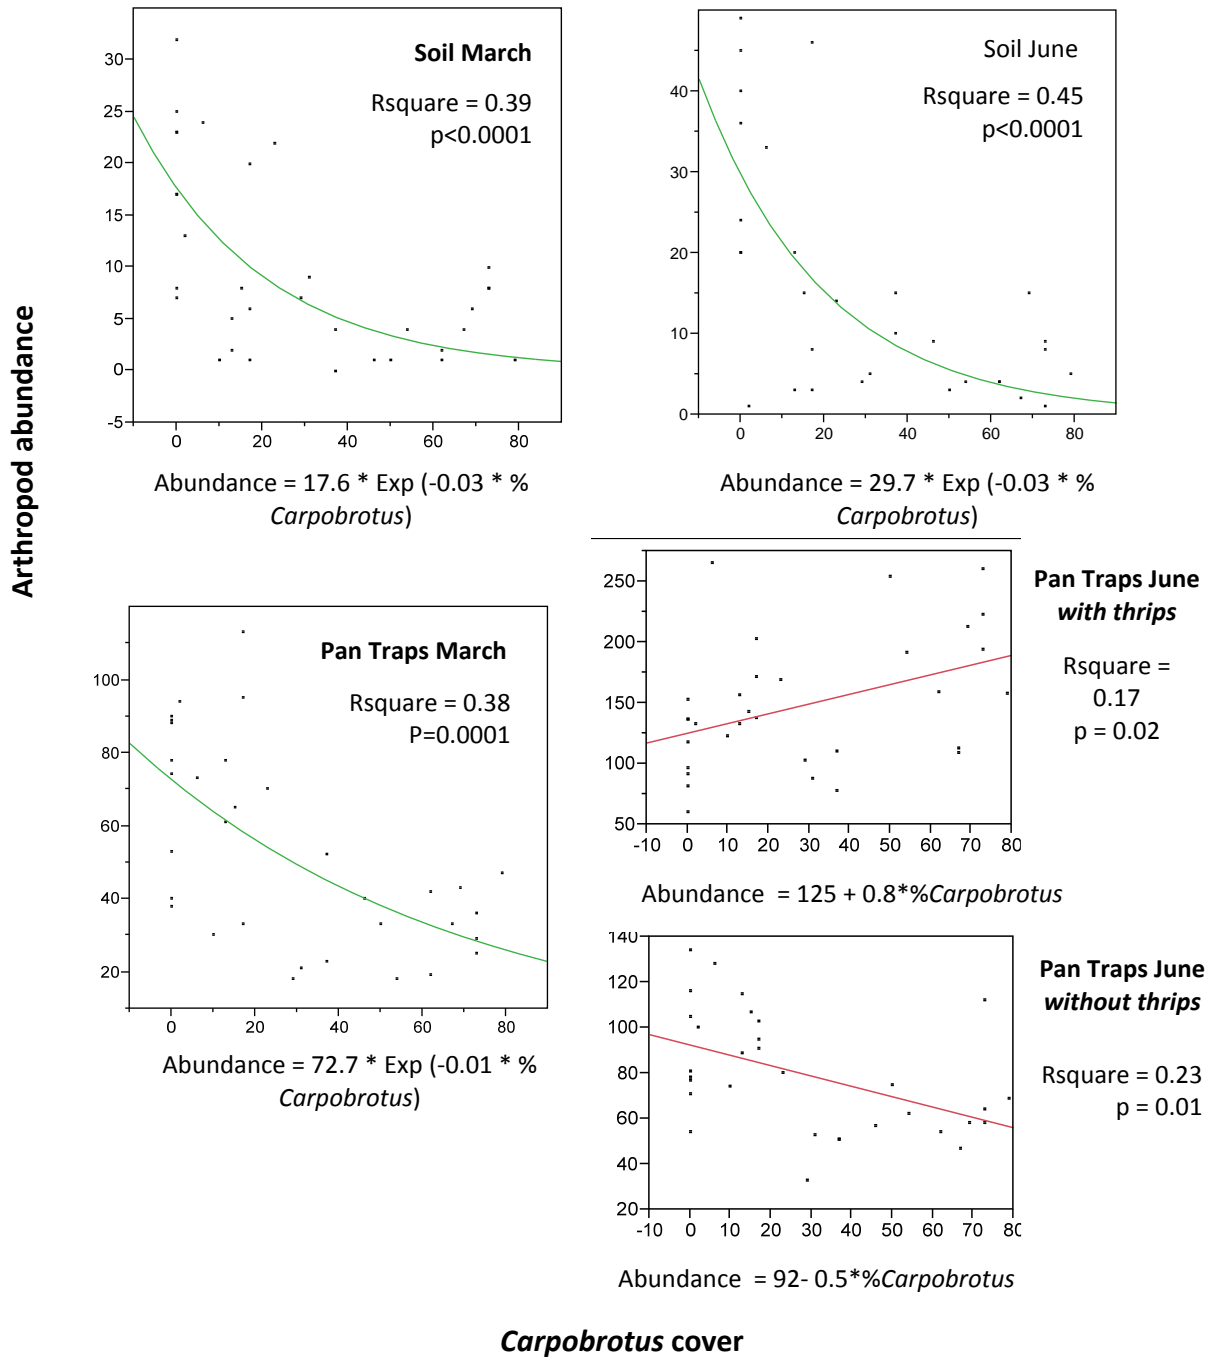 Arthropod abundance
Soil March
Rsquare = 0.39
p<0.0001
30
25
20
15
10
5
0
-5
0 20 40 60 80
Abundance = 17.6 * Exp (-0.03 * %
Carpobrotus)
Soil June
Rsquare = 0.45
p<0.0001
40
30
20
10
0
0 20 40 60 80
Abundance = 29.7 * Exp (-0.03 * %
Carpobrotus)
Pan Traps March
Rsquare = 0.38
P=0.0001
100
80
60
40
20
0 20 40 60 80
Abundance = 72.7 * Exp (-0.01 * %
Carpobrotus)
Pan Traps June
with thrips
Rsquare =
0.17
p = 0.02
250
200
150
100
50
-10 0 10 20 30 40 50 60 70 80
Abundance = 125 + 0.8*%Carpobrotus
Pan Traps June
without thrips
Rsquare = 0.23
p = 0.01
140
120
100
80
60
40
20
-10 0 10 20 30 40 50 60 70 80
Abundance = 92- 0.5*%Carpobrotus
Carpobrotus cover